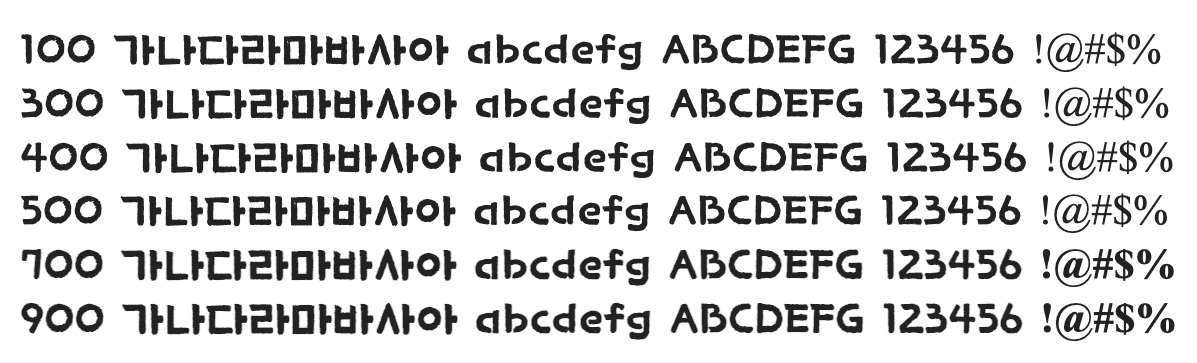 100 가나다라마바사아 abcdefg ABCDEFG 123456 !@#$%
300 가나다라마바사아 abcdefg ABCDEFG 123456 !@#$%
400 가나다라마바사아 abcdefg ABCDEFG 123456 !@#$%
500 가나다라마바사아 abcdefg ABCDEFG 123456 !@#$%
700 가나다라마바사아 abcdefg ABCDEFG 123456 !@#$%
900 가나다라마바사아 abcdefg ABCDEFG 123456 !@#$%